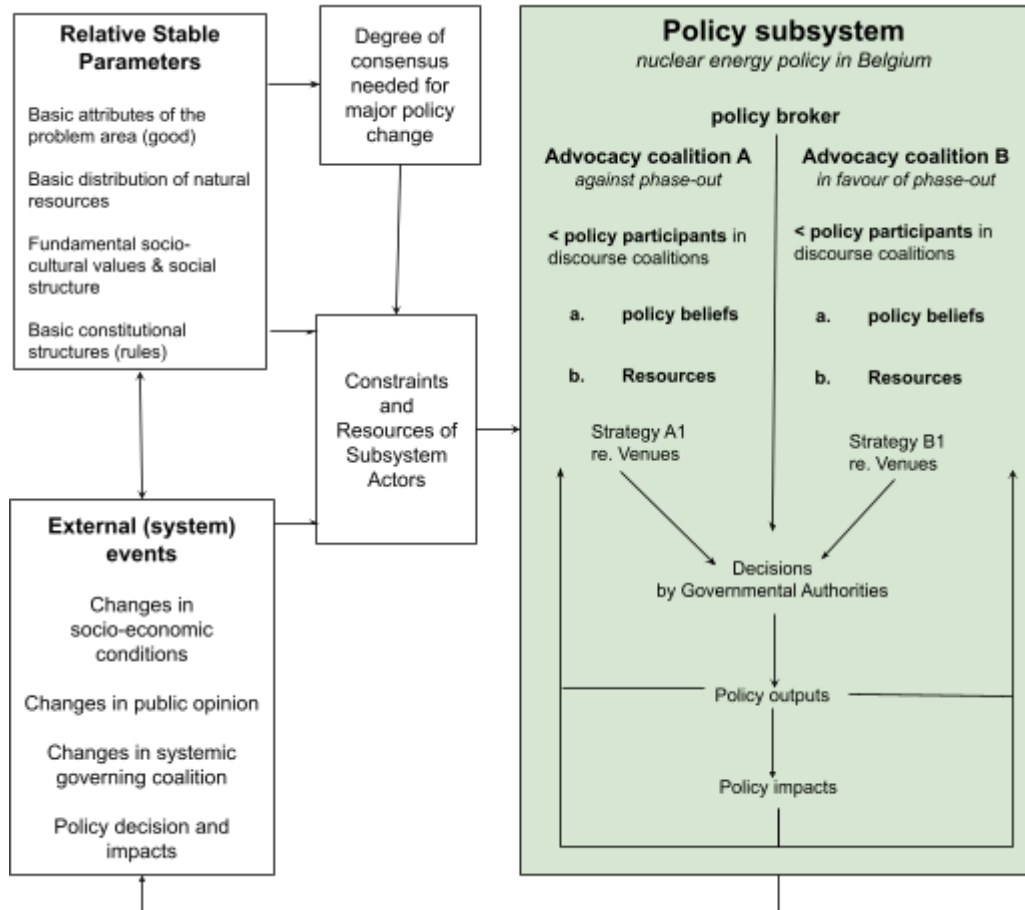 Relative Stable
Parameters
Basic attributes of the
problem area (good)
Basic distribution of natural
resources
Fundamental socio-
cultural values & social
structure
Basic constitutional
structures (rules)
Degree of
consensus
needed for
major policy
change
Constraints
and
Resources of
Subsystem
Actors
External (system)
events
Changes in
socio-economic
conditions
Changes in public opinion
Changes in systemic
governing coalition
Policy decision and
impacts
Policy subsystem
nuclear energy policy in Belgium
policy broker
Advocacy coalition A
against phase-out
< policy participants in
discourse coalitions
a. policy beliefs
b. Resources
Strategy A1
re. Venues
Advocacy coalition B
in favour of phase-out
< policy participants in
discourse coalitions
a. policy beliefs
b. Resources
Strategy B1
re. Venues
Decisions
by Governmental Authorities
Policy outputs
Policy impacts